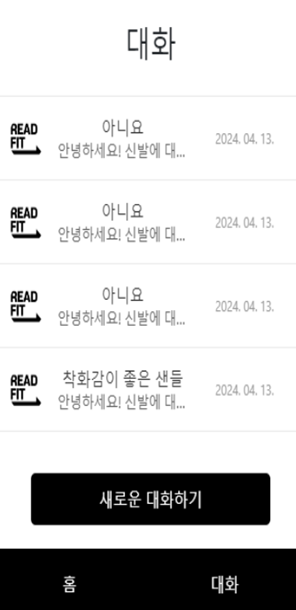 대화
READ
FIT
아니요
안녕하세요! 신발에 대...
2024. 04. 13.
READ
FIT
아니요
안녕하세요! 신발에 대...
2024. 04. 13.
READ
FIT
아니요
안녕하세요! 신발에 대...
2024. 04. 13.
READ
FIT
착화감이 좋은 샌들
안녕하세요! 신발에 대...
2024. 04. 13.
새로운 대화하기
홈 대화